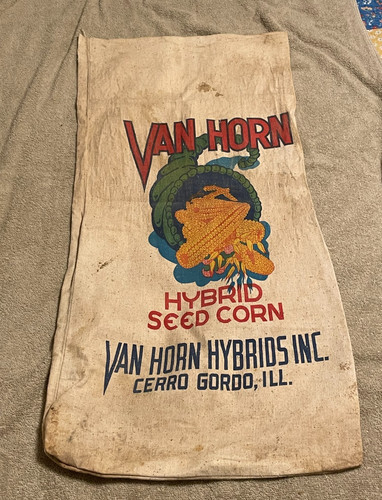 VAN HORN
HYBRID
SEED CORN
VAN HORN HYBRIDS INC.
CERRO GORDO, ILL.